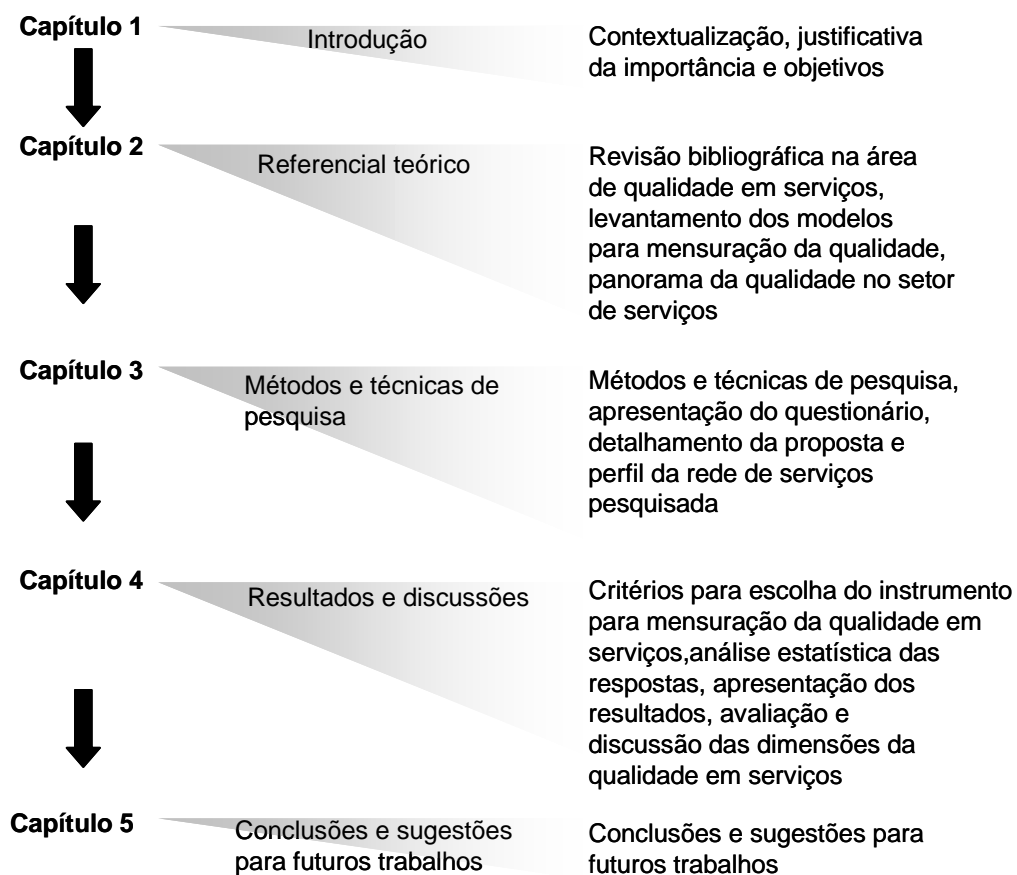 Capítulo 1
Introdução
Contextualização, justificativa
da importância e objetivos
Capítulo 2
Referencial teórico
Revisão bibliográfica na área
de qualidade em serviços,
levantamento dos modelos
para mensuração da qualidade,
panorama da qualidade no setor
de serviços
Capítulo 3
Métodos e técnicas de
pesquisa
Métodos e técnicas de pesquisa,
apresentação do questionário,
detalhamento da proposta e
perfil da rede de serviços
pesquisada
Capítulo 4
Resultados e discussões
Critérios para escolha do instrumento
para mensuração da qualidade em
serviços,análise estatística das
respostas, apresentação dos
resultados, avaliação e
discussão das dimensões da
qualidade em serviços
Capítulo 5
Conclusões e sugestões
para futuros trabalhos
Conclusões e sugestões para
futuros trabalhos